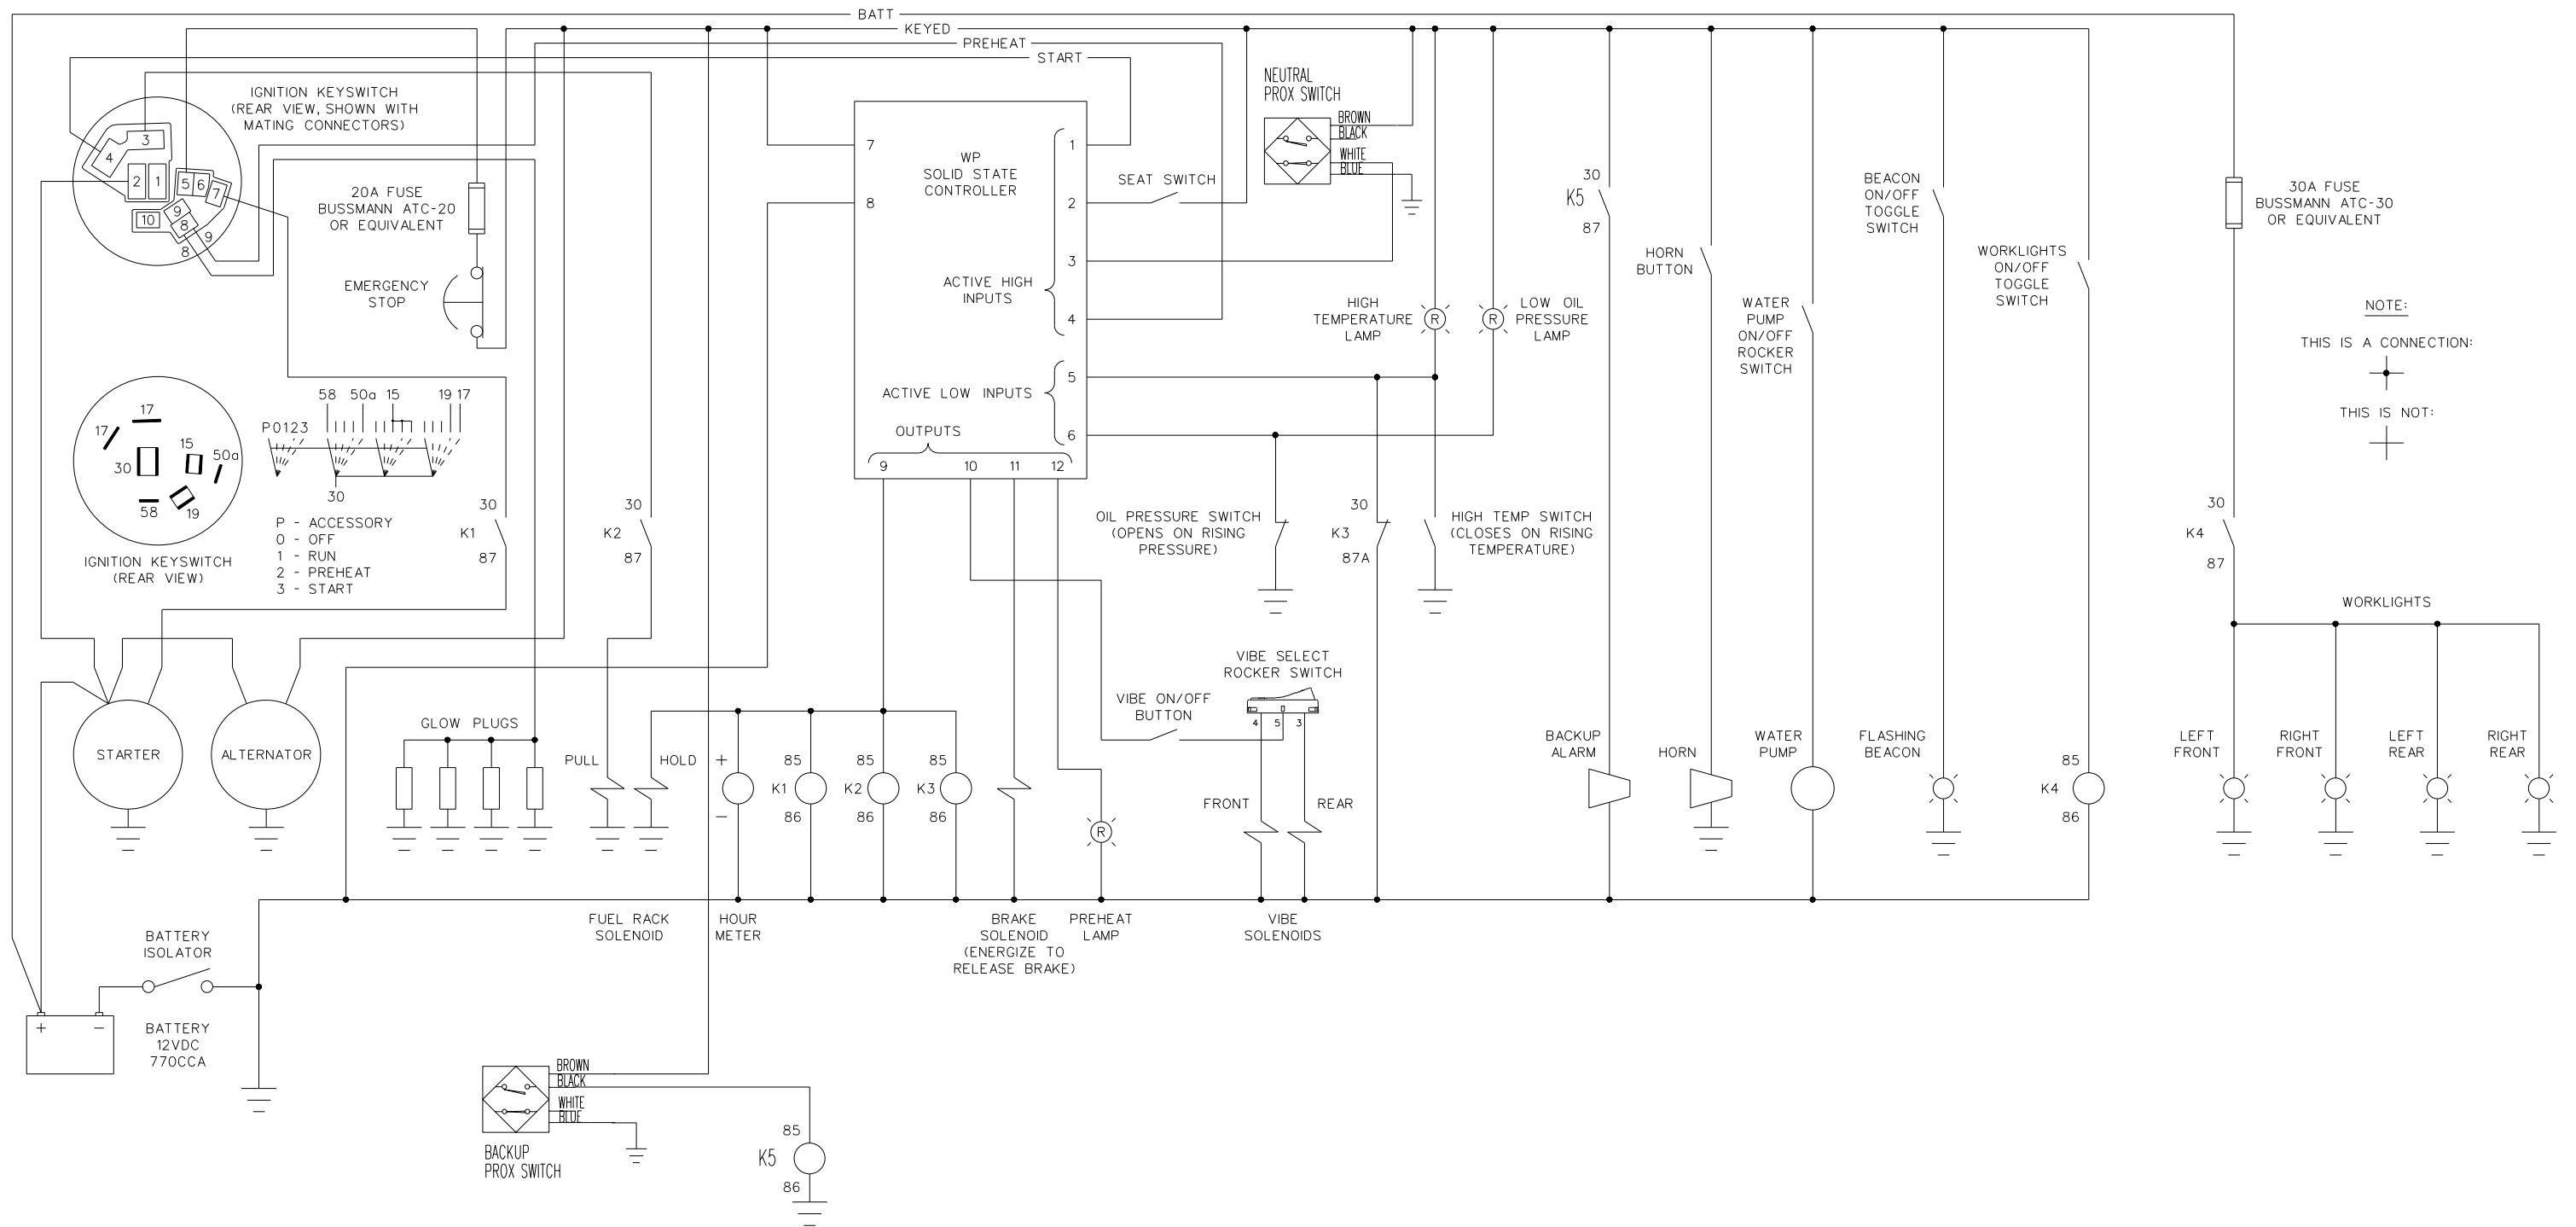 BATT
KEYED
PREHEAT
START
IGNITION KEYSWITCH
(REAR VIEW, SHOWN WITH
MATING CONNECTORS)
3
4
2
1
5
6
7
10
9
8
9
8
20A FUSE
BUSSMANN ATC-20
OR EQUIVALENT
EMERGENCY
STOP
17
17
15
30
50a
58
19
IGNITION KEYSWITCH
(REAR VIEW)
P0123
58
50a
15
19
17
30
P - ACCESSORY
0 - OFF
1 - RUN
2 - PREHEAT
3 - START
30
K1
87
30
K2
87
WP
SOLID STATE
CONTROLLER
7
8
1
2
3
4
ACTIVE HIGH
INPUTS
5
6
ACTIVE LOW INPUTS
OUTPUTS
9
10
11
12
SEAT SWITCH
NEUTRAL
PROX SWITCH
BROWN
BLACK
WHITE
BLUE
HIGH
TEMPERATURE
LAMP
R
R
LOW OIL
PRESSURE
LAMP
OIL PRESSURE SWITCH
(OPENS ON RISING
PRESSURE)
30
K3
87A
HIGH TEMP SWITCH
(CLOSES ON RISING
TEMPERATURE)
30
K5
87
HORN
BUTTON
WATER
PUMP
ON/OFF
ROCKER
SWITCH
BEACON
ON/OFF
TOGGLE
SWITCH
WORKLIGHTS
ON/OFF
TOGGLE
SWITCH
30A FUSE
BUSSMANN ATC-30
OR EQUIVALENT
NOTE:
THIS IS A CONNECTION:
THIS IS NOT:
30
K4
87
WORKLIGHTS
LEFT
FRONT
RIGHT
FRONT
LEFT
REAR
RIGHT
REAR
STARTER
ALTERNATOR
GLOW PLUGS
PULL
HOLD
FUEL RACK
SOLENOID
+
−
HOUR
METER
85
K1
86
85
K2
86
85
K3
86
BRAKE
SOLENOID
(ENERGIZE TO
RELEASE BRAKE)
R
PREHEAT
LAMP
VIBE ON/OFF
BUTTON
VIBE SELECT
ROCKER SWITCH
4
5
3
FRONT
REAR
VIBE
SOLENOIDS
BACKUP
ALARM
HORN
WATER
PUMP
FLASHING
BEACON
85
K4
86
BATTERY
ISOLATOR
+
−
BATTERY
12VDC
770CCA
BROWN
BLACK
WHITE
BLUE
BACKUP
PROX SWITCH
85
K5
86